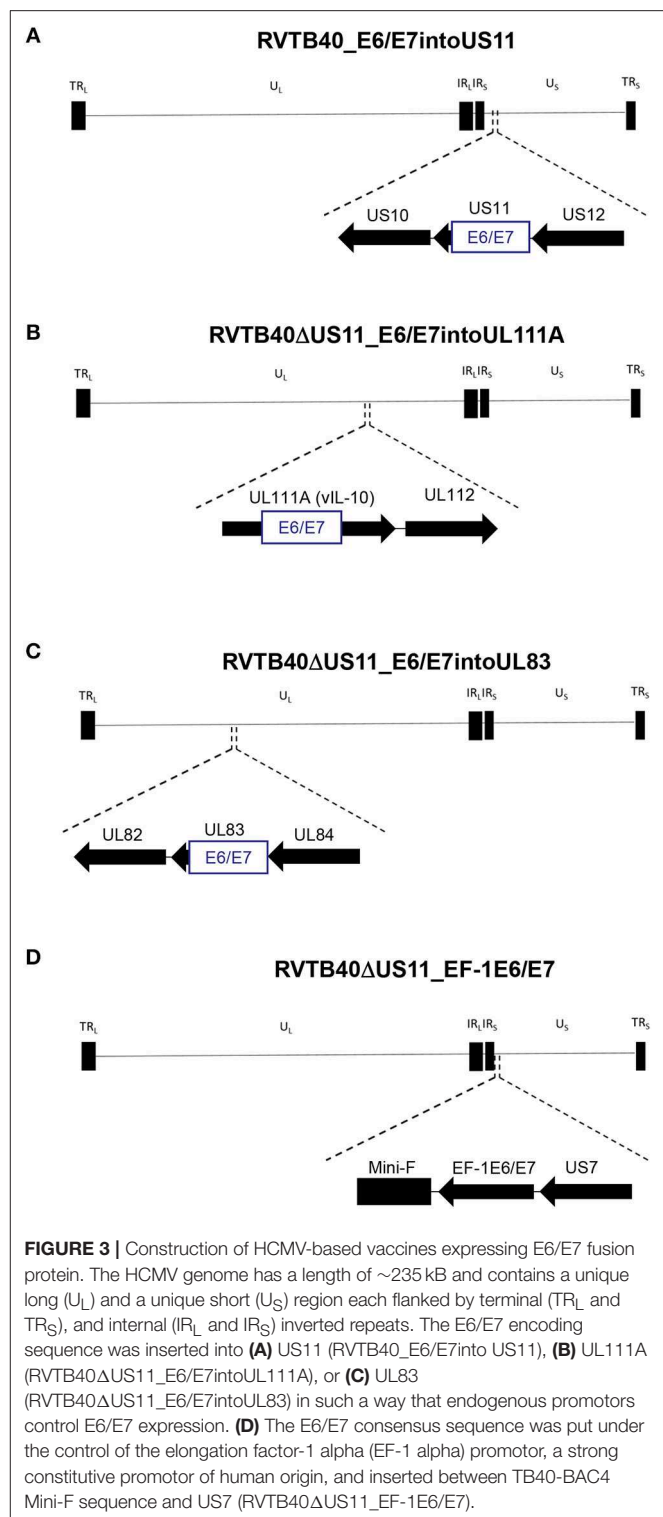 A
RVTB40_E6/E7intoUS11
TRL UL IRL IRS US TRS
US10 US11 US12
E6/E7
B
RVTB40ΔUS11_E6/E7intoUL111A
TRL UL IRL IRS US TRS
UL111A (vIL-10) UL112
E6/E7
C
RVTB40ΔUS11_E6/E7intoUL83
TRL UL IRL IRS US TRS
UL82 UL83 UL84
E6/E7
D
RVTB40ΔUS11_EF-1E6/E7
TRL UL IRL IRS US TRS
Mini-F EF-1E6/E7 US7
FIGURE 3 | Construction of HCMV-based vaccines expressing E6/E7 fusion
protein. The HCMV genome has a length of ~235 kB and contains a unique
long (UL) and a unique short (US) region each flanked by terminal (TRL and
TRS), and internal (IRL and IRS) inverted repeats. The E6/E7 encoding
sequence was inserted into (A) US11 (RVTB40_E6/E7into US11), (B) UL111A
(RVTB40ΔUS11_E6/E7intoUL111A), or (C) UL83
(RVTB40ΔUS11_E6/E7intoUL83) in such a way that endogenous promotors
control E6/E7 expression. (D) The E6/E7 consensus sequence was put under
the control of the elongation factor-1 alpha (EF-1 alpha) promotor, a strong
constitutive promotor of human origin, and inserted between TB40-BAC4
Mini-F sequence and US7 (RVTB40ΔUS11_EF-1E6/E7).